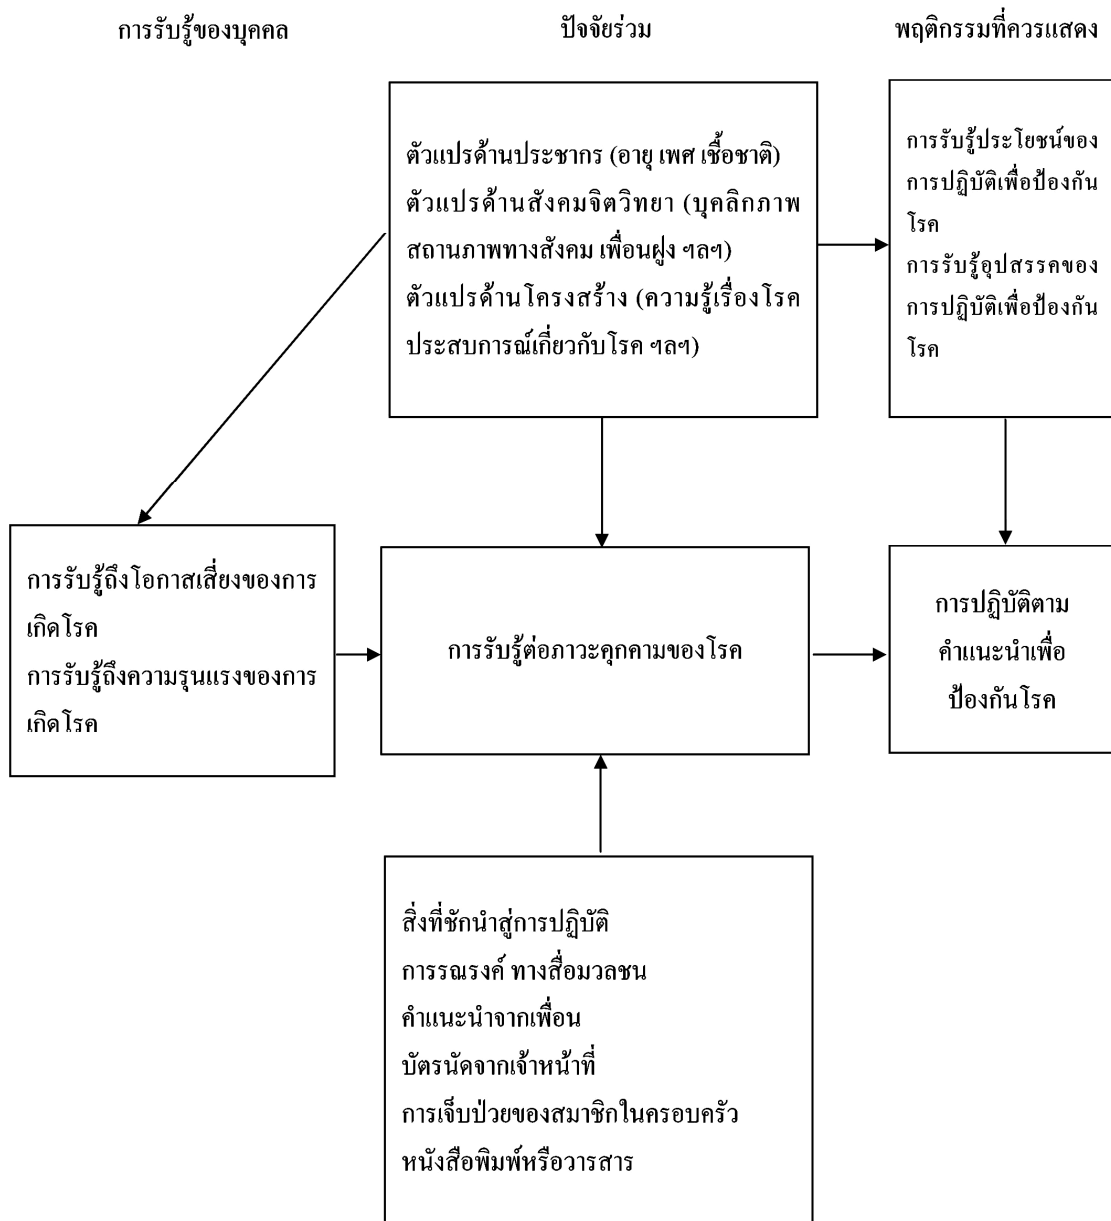 การรับรู้ของบุคคล
ปัจจัยร่วม
พฤติกรรมที่ควรแสดง
ตัวแปรด้านประชากร (อายุ เพศ เชื้อชาติ)
ตัวแปรด้านสังคมจิตวิทยา (บุคลิกภาพ
สถานภาพทางสังคม เพื่อนฝูง ฯลฯ)
ตัวแปรด้านโครงสร้าง (ความรู้เรื่องโรค
ประสบการณ์เกี่ยวกับโรค ฯลฯ)
การรับรู้ประโยชน์ของ
การปฏิบัติเพื่อป้องกัน
โรค
การรับรู้อุปสรรคของ
การปฏิบัติเพื่อป้องกัน
โรค
การรับรู้ถึงโอกาสเสี่ยงของการ
เกิดโรค
การรับรู้ถึงความรุนแรงของการ
เกิดโรค
การรับรู้ต่อภาวะคุกคามของโรค
การปฏิบัติตาม
คำแนะนำเพื่อ
ป้องกันโรค
สิ่งที่ชักนำสู่การปฏิบัติ
การรณรงค์ ทางสื่อมวลชน
คำแนะนำจากเพื่อน
บัตรนัดจากเจ้าหน้าที่
การเจ็บป่วยของสมาชิกในครอบครัว
หนังสือพิมพ์หรือวารสาร